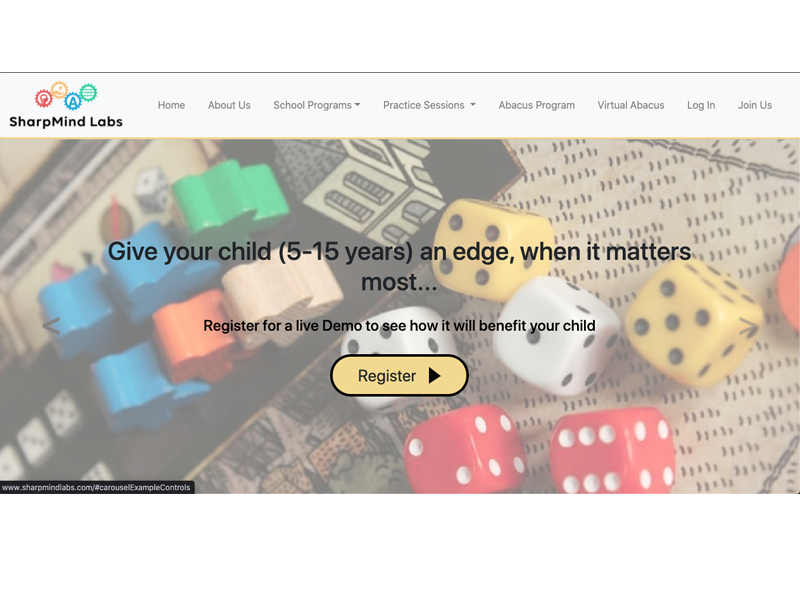 SharpMind Labs
Home About Us School Programs Practice Sessions Abacus Program Virtual Abacus Log In Join Us
Give your child (5-15 years) an edge, when it matters
most...
Register for a live Demo to see how it will benefit your child
< >
Register
www.sharpmindlabs.com/#carouselExampleControls